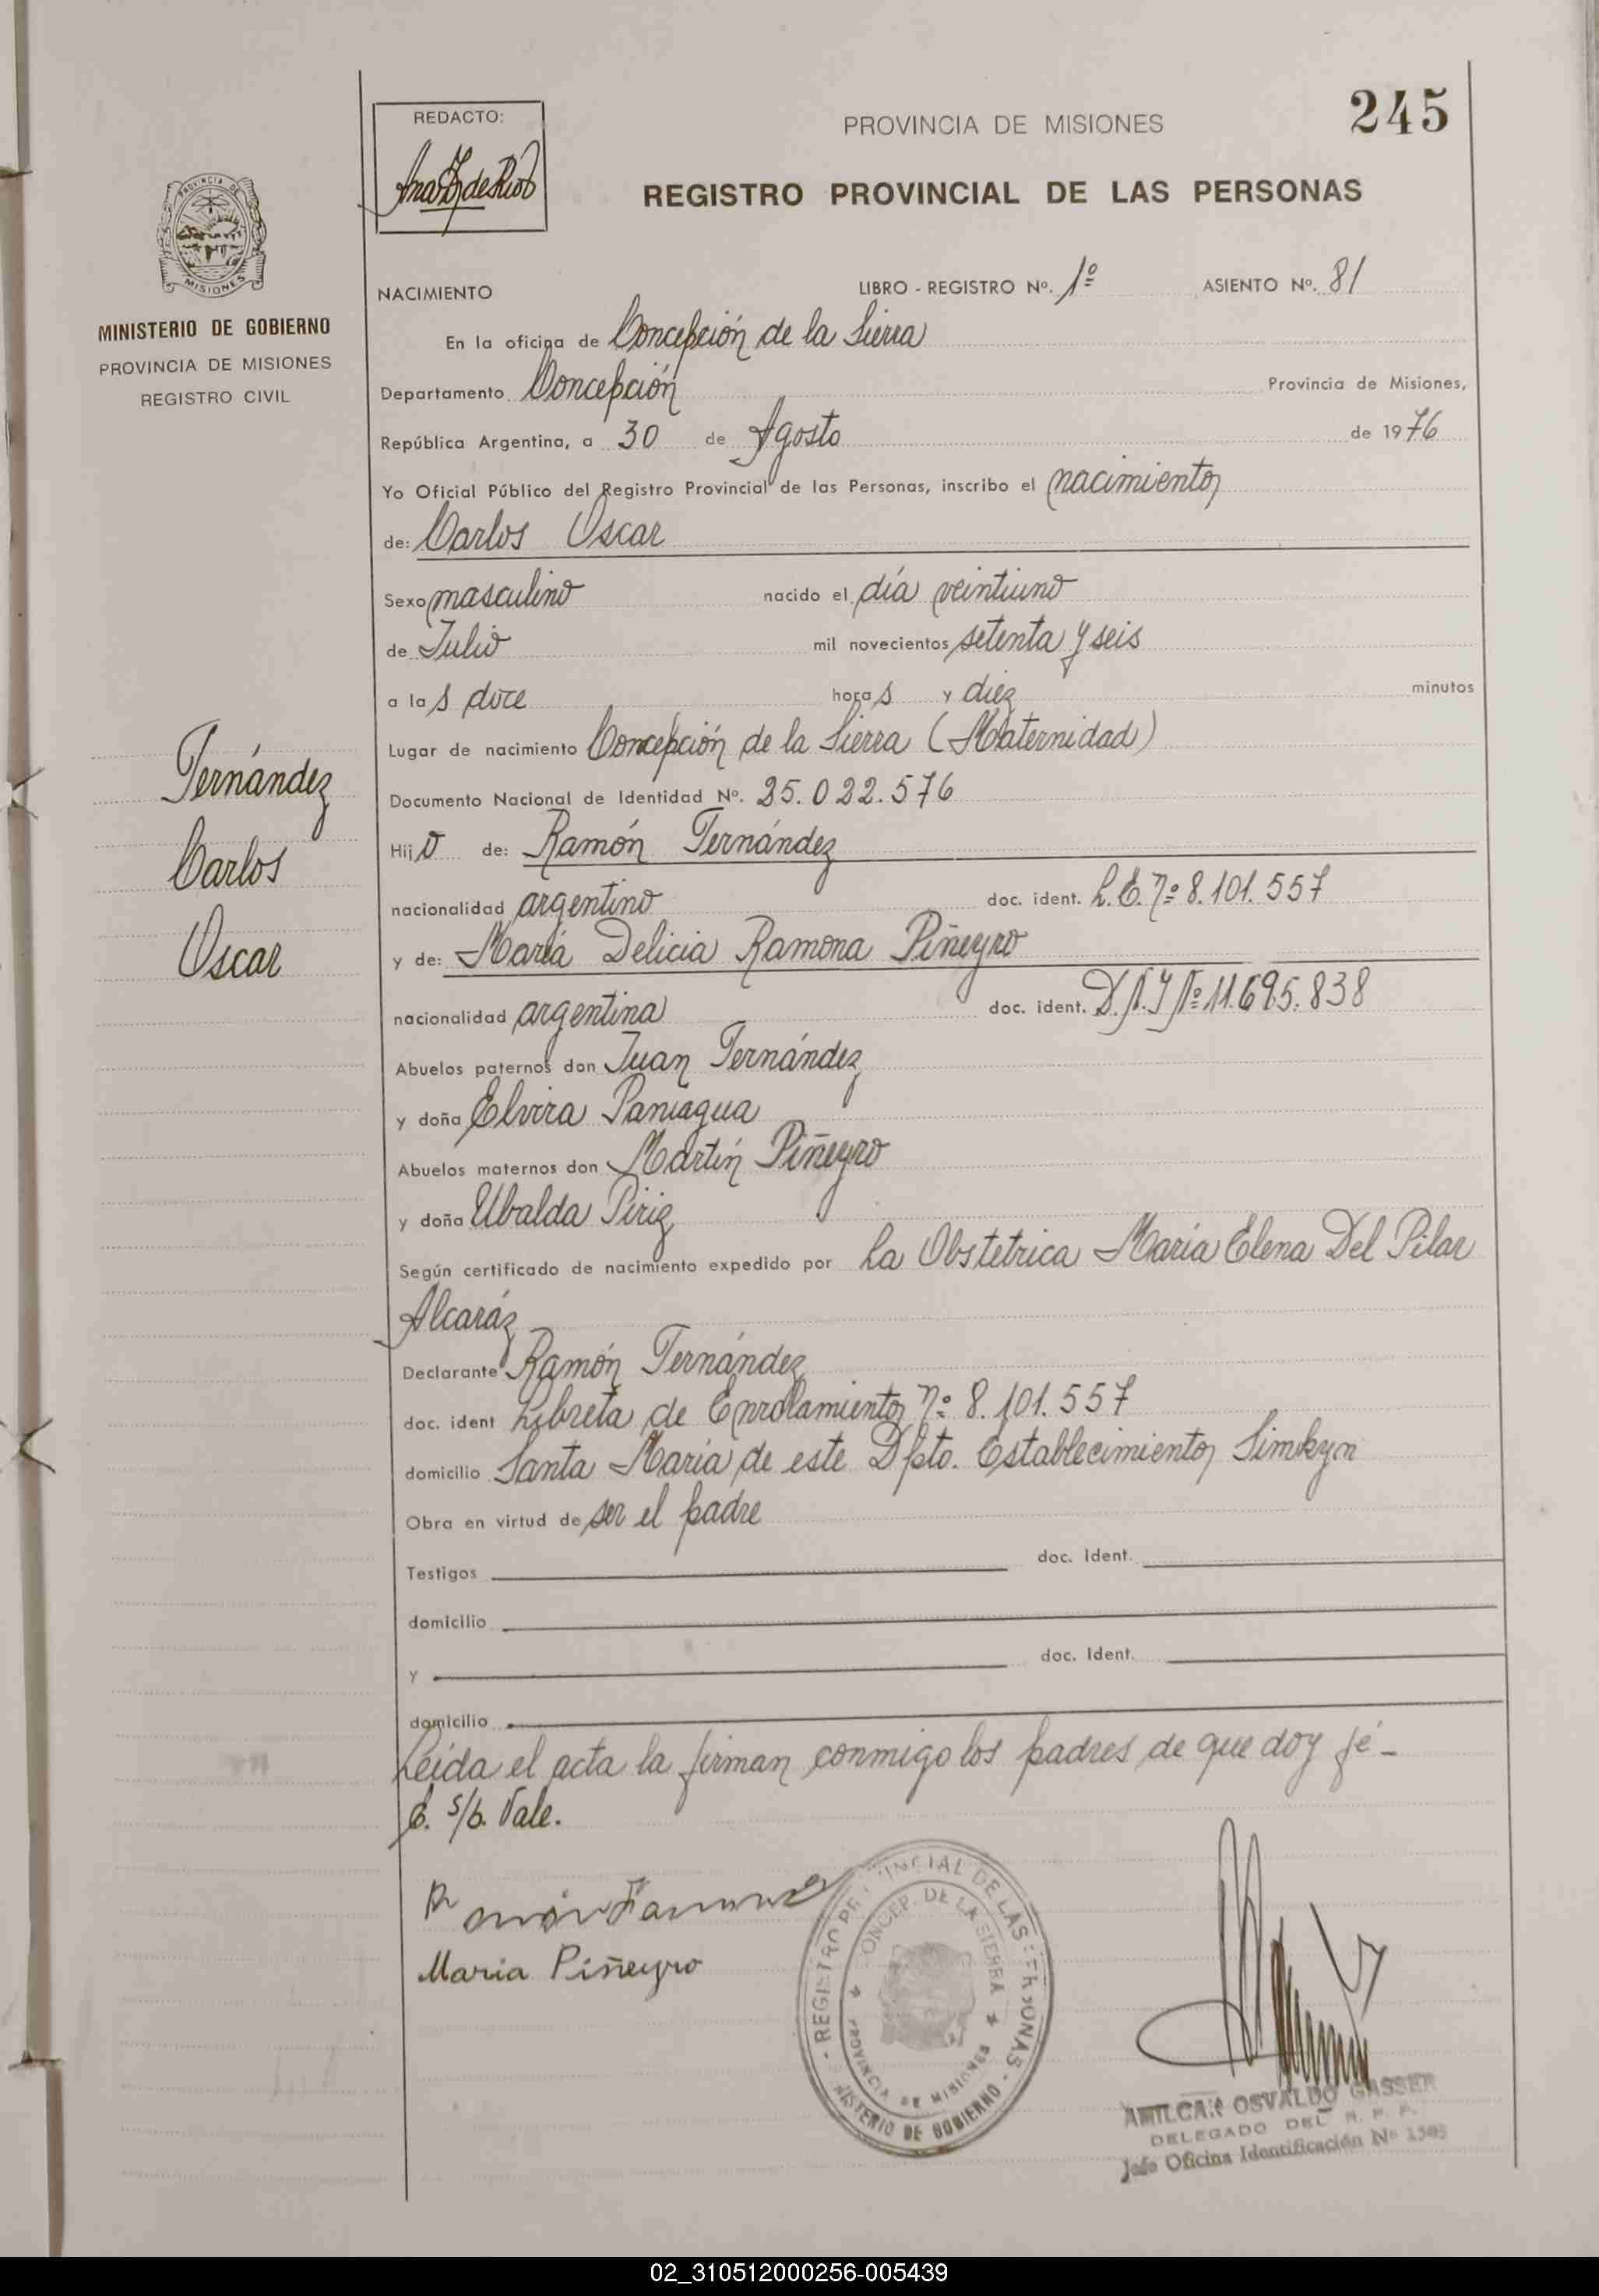 245
REDACTO:
PROVINCIA DE MISIONES
REGISTRO PROVINCIAL DE LAS PERSONAS
PROVINCIA DE
MISIONES
MINISTERIO DE GOBIERNO
PROVINCIA DE MISIONES
REGISTRO CIVIL
NACIMIENTO LIBRO - REGISTRO Nº. 1º ASIENTO Nº. 81
En la oficina de Concepción de la Sierra
Departamento Concepción Provincia de Misiones,
República Argentina, a 30 de Agosto de 1976
Yo Oficial Público del Registro Provincial de las Personas, inscribo el nacimiento
de: Carlos Oscar
Sexo masculino nacido el día veintiuno
de Julio mil novecientos setenta y seis
a las doce horas y diez minutos
Lugar de nacimiento Concepción de la Sierra (Maternidad)
Documento Nacional de Identidad Nº. 25.022.576
Hijo de: Ramón Fernández
nacionalidad argentino doc. ident. L.E. nº 8.101.557
y de: María Delicia Ramona Piñeyro
nacionalidad argentina doc. ident. D.N.I Nº 11.695.838
Abuelos paternos don Juan Fernández
y doña Elvira Paniagua
Abuelos maternos don Martín Piñeyro
y doña Ubalda Piriz
Según certificado de nacimiento expedido por La Obstetrica María Elena Del Pilar
Alcaráz
Declarante Ramón Fernández
doc. ident Libreta de Enrolamiento nº 8.101.557
domicilio Santa María de este Dpto. Establecimiento Simkyn
Obra en virtud de ser el padre
Testigos doc. Ident.
domicilio
y doc. Ident.
domicilio
Leída el acta la firman conmigo los padres de que doy fé-
E. s/b. Vale.
Fernández
Carlos
Oscar
María Piñeyro
REGISTRO PROVINCIAL DE LAS PERSONAS
CONCEP. DE LA SIERRA
PROVINCIA DE MISIONES
MINISTERIO DE GOBIERNO
AMILCAR OSVALDO GASSER
DELEGADO DEL R. P. P.
Jefe Oficina Identificación Nº
02_310512000256-005439